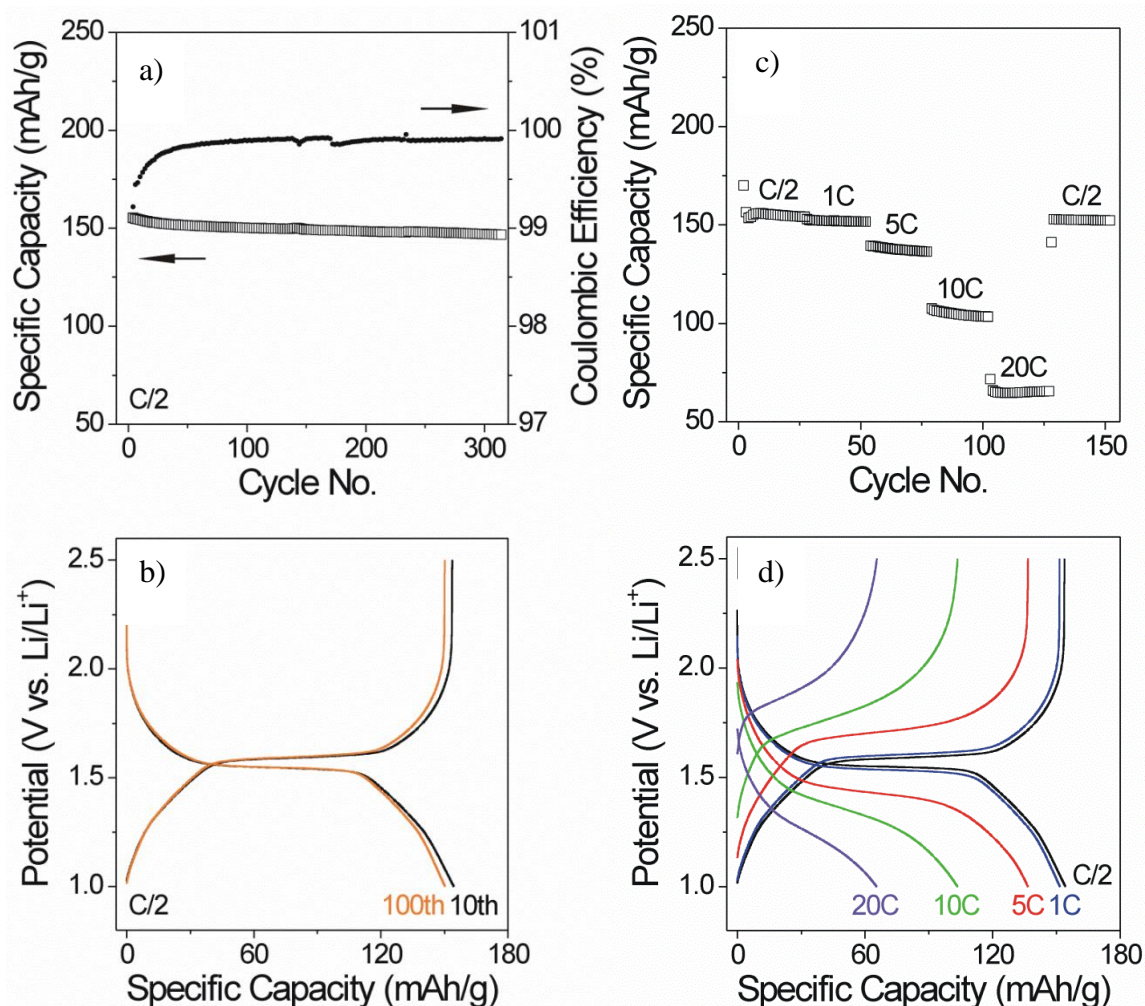 a)
250
200
150
100
50
Specific Capacity (mAh/g)
101
100
99
98
97
Coulombic Efficiency (%)
C/2
0 100 200 300
Cycle No.
c)
250
200
150
100
50
Specific Capacity (mAh/g)
C/2
1C
5C
10C
20C
C/2
0 50 100 150
Cycle No.
b)
2.5
2.0
1.5
1.0
Potential (V vs. Li/Li⁺)
C/2
100th 10th
0 60 120 180
Specific Capacity (mAh/g)
d)
2.5
2.0
1.5
1.0
Potential (V vs. Li/Li⁺)
C/2
20C 10C 5C 1C
0 60 120 180
Specific Capacity (mAh/g)